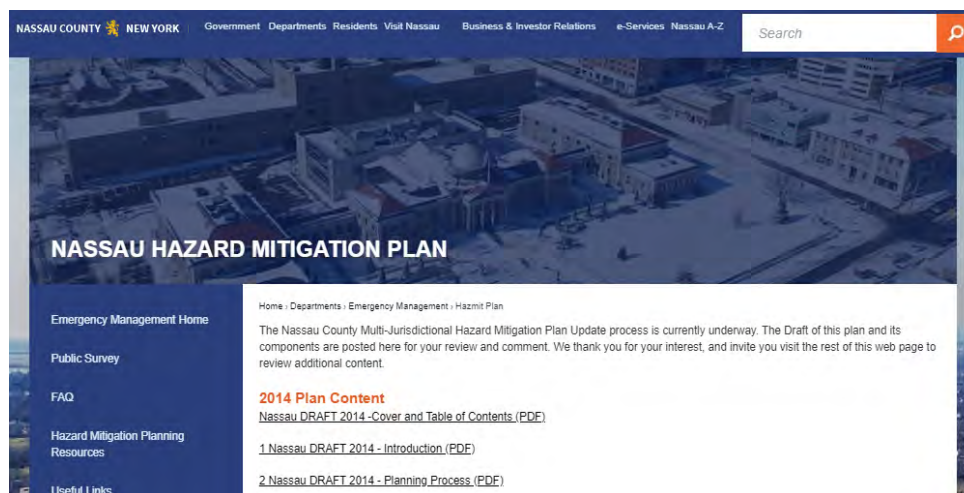 NASSAU COUNTY NEW YORK
Government Departments Residents Visit Nassau Business & Investor Relations e-Services Nassau A-Z
Search
NASSAU HAZARD MITIGATION PLAN
Emergency Management Home
Public Survey
FAQ
Hazard Mitigation Planning
Resources
Useful Links
Home › Departments › Emergency Management › Hazmit Plan
The Nassau County Multi-Jurisdictional Hazard Mitigation Plan Update process is currently underway. The Draft of this plan and its
components are posted here for your review and comment. We thank you for your interest, and invite you visit the rest of this web page to
review additional content.
2014 Plan Content
Nassau DRAFT 2014 -Cover and Table of Contents (PDF)
1 Nassau DRAFT 2014 - Introduction (PDF)
2 Nassau DRAFT 2014 - Planning Process (PDF)